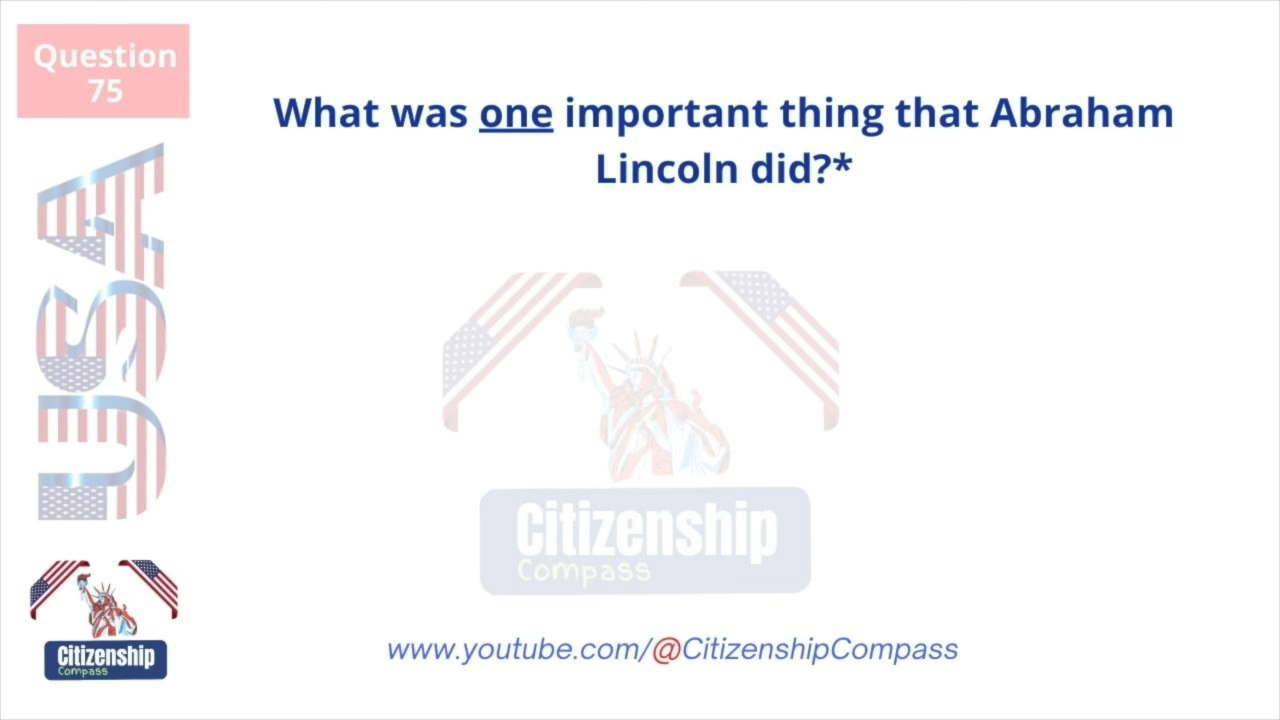 Question
75
What was one important thing that Abraham
Lincoln did?*
USA
Citizenship
Compass
Citizenship
Compass
www.youtube.com/@CitizenshipCompass